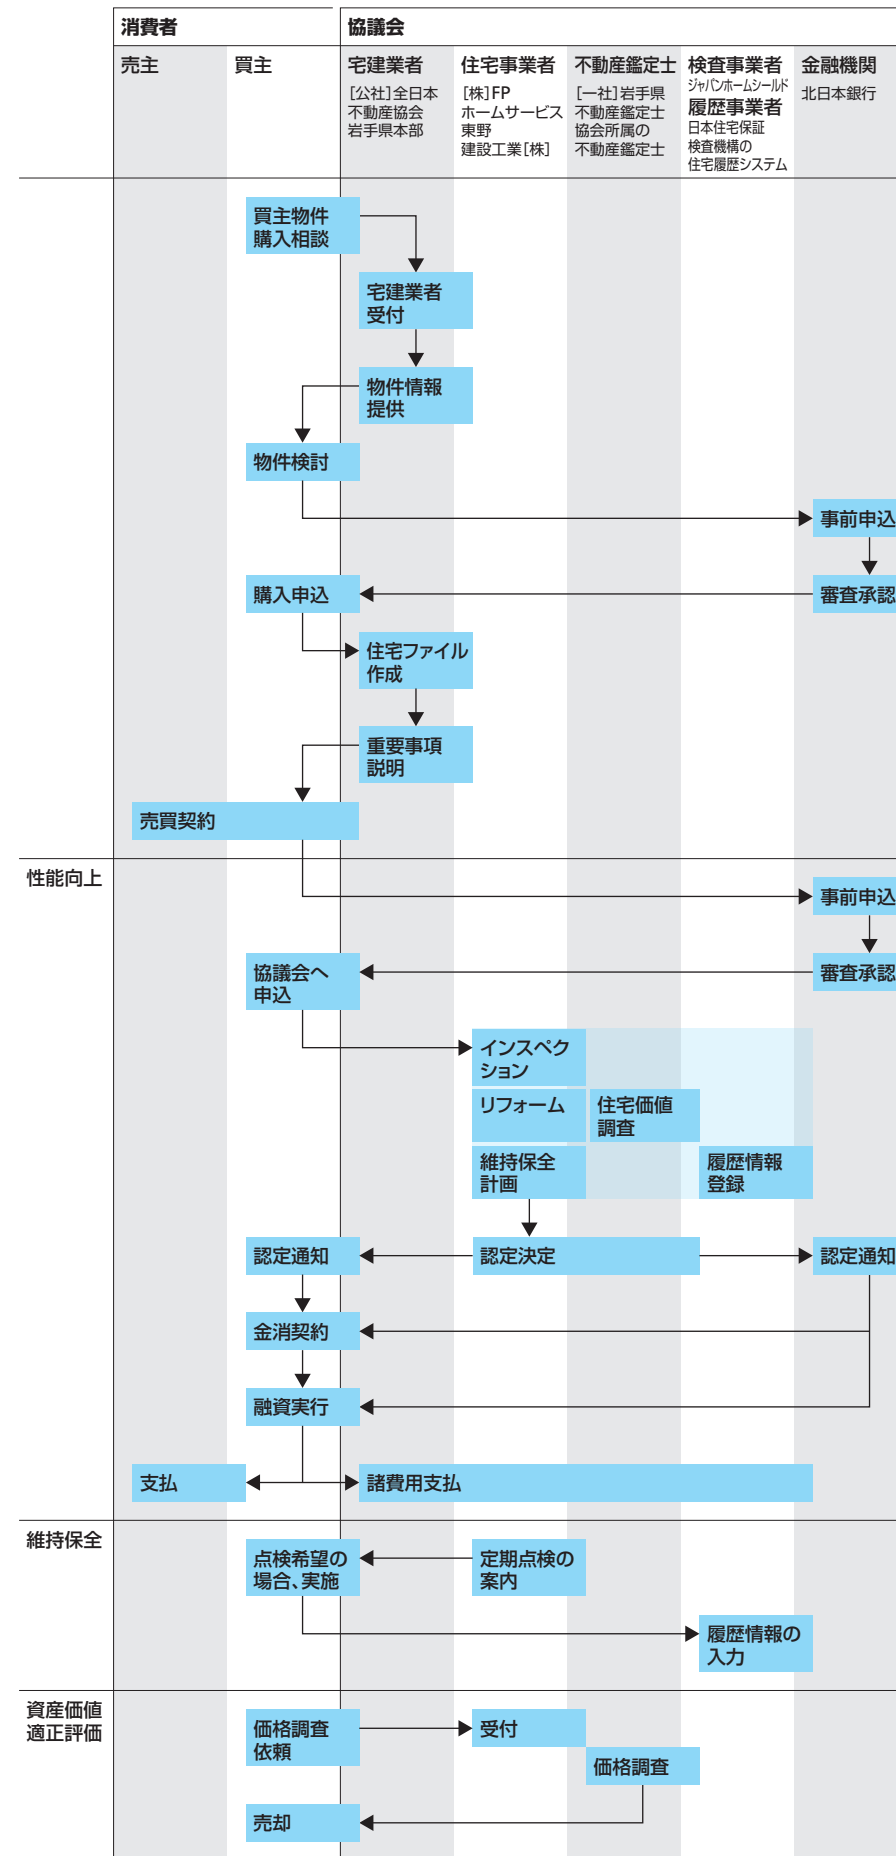 消費者
協議会
売主
買主
宅建業者
[公社]全日本
不動産協会
岩手県本部
住宅事業者
[株]FP
ホームサービス
東野
建設工業[株]
不動産鑑定士
[一社]岩手県
不動産鑑定士
協会所属の
不動産鑑定士
検査事業者
ジャパンホームシールド
履歴事業者
日本住宅保証
検査機構の
住宅履歴システム
金融機関
北日本銀行
買主物件
購入相談
宅建業者
受付
物件情報
提供
物件検討
事前申込
購入申込
審査承認
住宅ファイル
作成
重要事項
説明
売買契約
性能向上
事前申込
協議会へ
申込
審査承認
インスペク
ション
リフォーム
住宅価値
調査
維持保全
計画
履歴情報
登録
認定通知
認定決定
認定通知
金消契約
融資実行
支払
諸費用支払
維持保全
点検希望の
場合、実施
定期点検の
案内
履歴情報の
入力
資産価値
適正評価
価格調査
依頼
受付
価格調査
売却